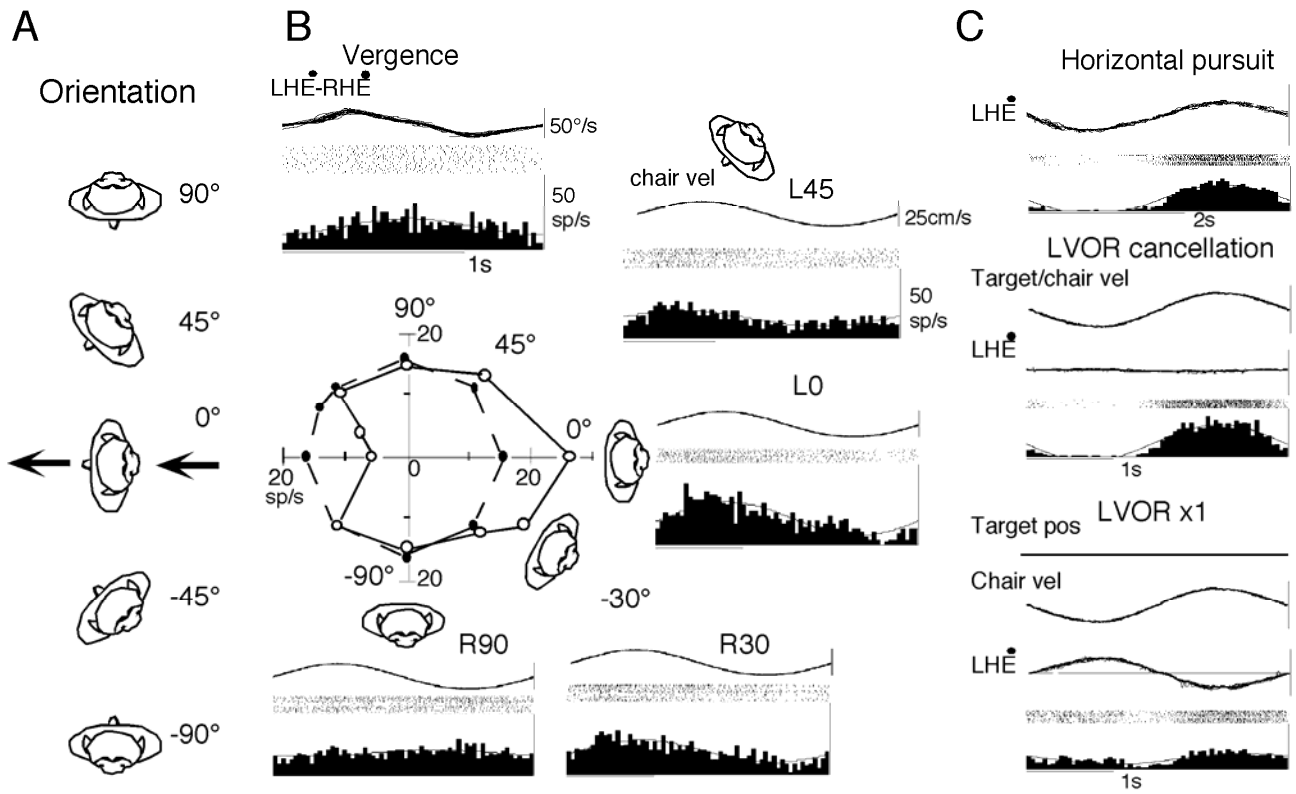 A
Orientation
90°
45°
0°
-45°
-90°
B
Vergence
LHE-RHE
50°/s
50
sp/s
1s
chair vel
L45
25cm/s
50
sp/s
90°
20
45°
0°
20
sp/s
0
20
-90°
20
-30°
L0
R90
R30
C
Horizontal pursuit
LHE
2s
LVOR cancellation
Target/chair vel
LHE
1s
LVOR x1
Target pos
Chair vel
LHE
1s